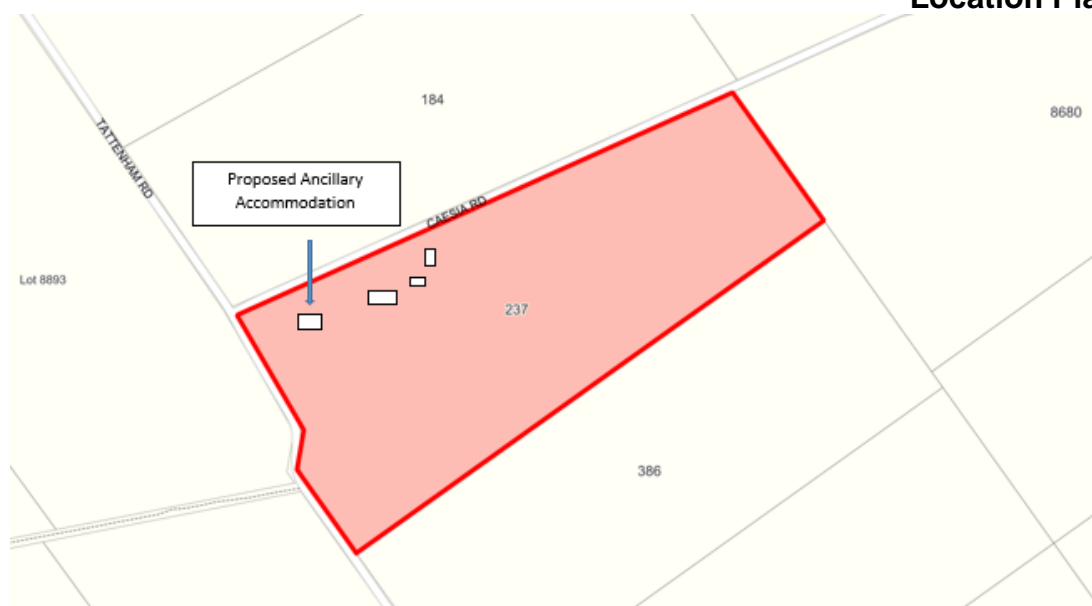 Location Pla
184
8680
TATTENHAM RD
Proposed Ancillary
Accommodation
CAESIA RD
Lot 8893
237
386